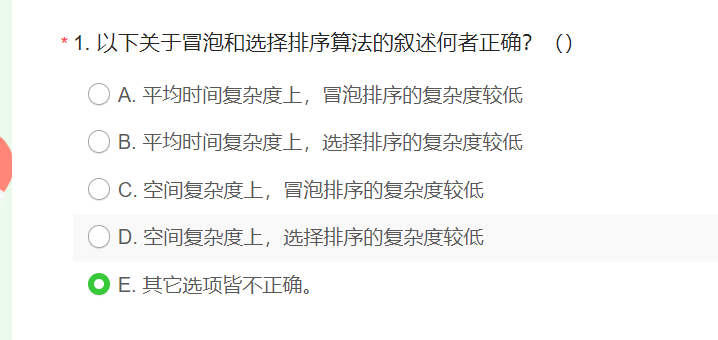 * 1. 以下关于冒泡和选择排序算法的叙述何者正确？（）
A. 平均时间复杂度上，冒泡排序的复杂度较低
B. 平均时间复杂度上，选择排序的复杂度较低
C. 空间复杂度上，冒泡排序的复杂度较低
D. 空间复杂度上，选择排序的复杂度较低
E. 其它选项皆不正确。